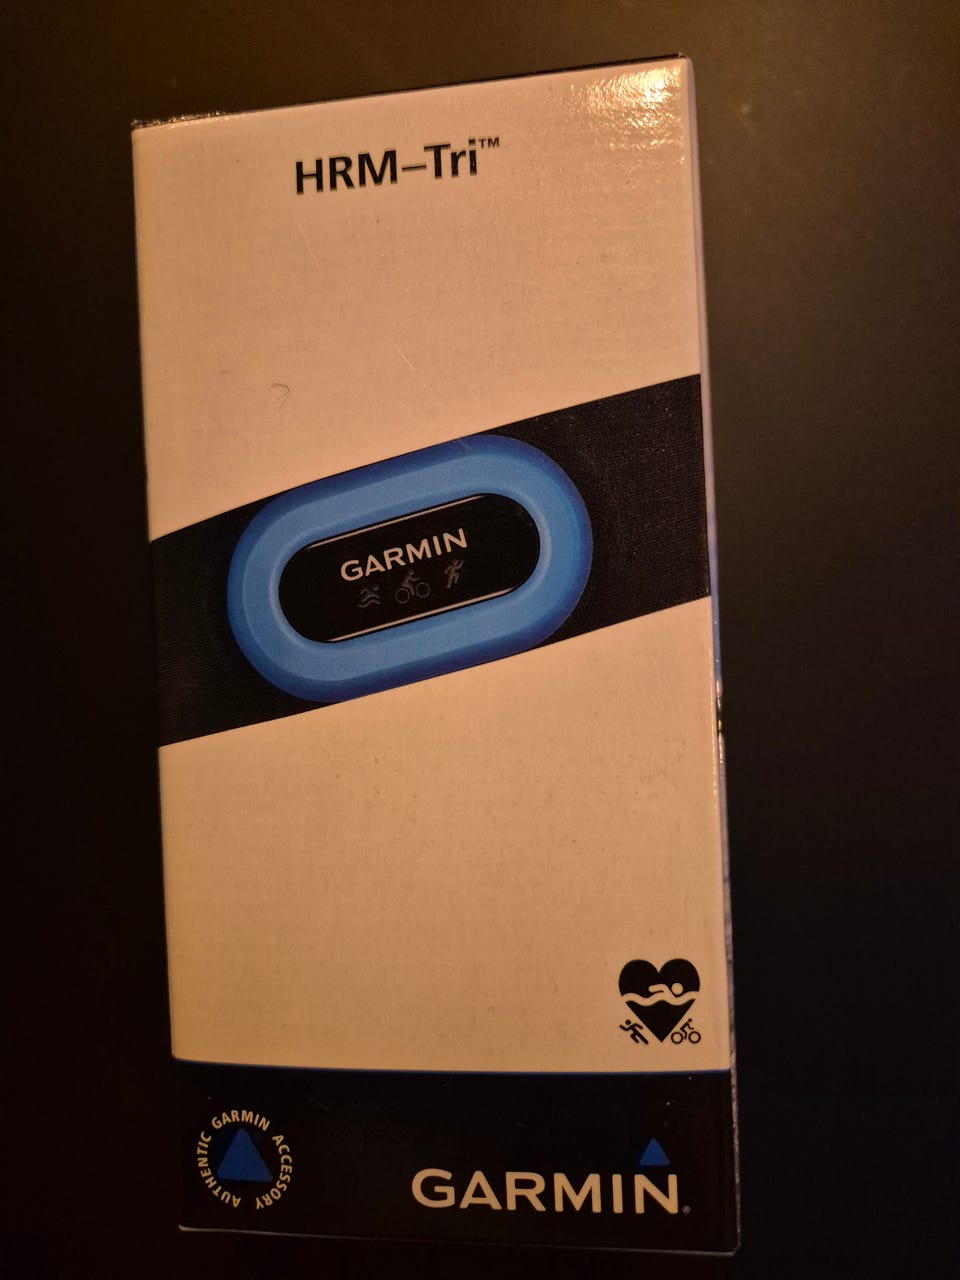 HRM–Tri™
GARMIN
AUTHENTIC GARMIN ACCESSORY
GARMIN®